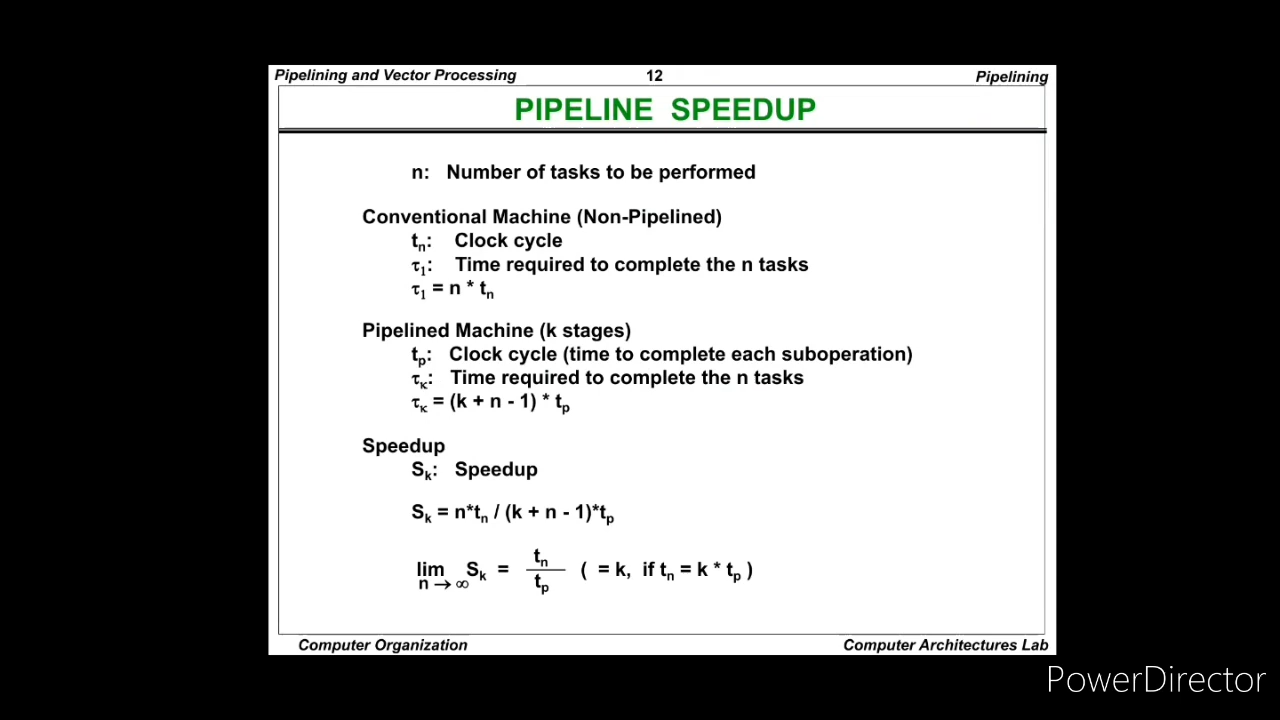 Pipelining and Vector Processing 12 Pipelining
PIPELINE SPEEDUP
n: Number of tasks to be performed
Conventional Machine (Non-Pipelined)
tn: Clock cycle
τ1: Time required to complete the n tasks
τ1 = n * tn
Pipelined Machine (k stages)
tp: Clock cycle (time to complete each suboperation)
τκ: Time required to complete the n tasks
τκ = (k + n - 1) * tp
Speedup
Sk: Speedup
Sk = n*tn / (k + n - 1)*tp
lim n → ∞ Sk = tn / tp ( = k, if tn = k * tp )
Computer Organization Computer Architectures Lab
PowerDirector